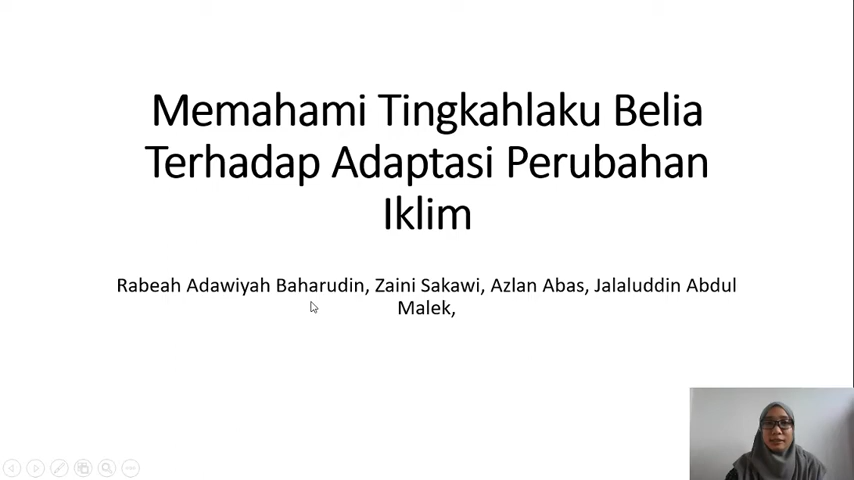 Memahami Tingkahlaku Belia
Terhadap Adaptasi Perubahan
Iklim
Rabeah Adawiyah Baharudin, Zaini Sakawi, Azlan Abas, Jalaluddin Abdul
Malek,